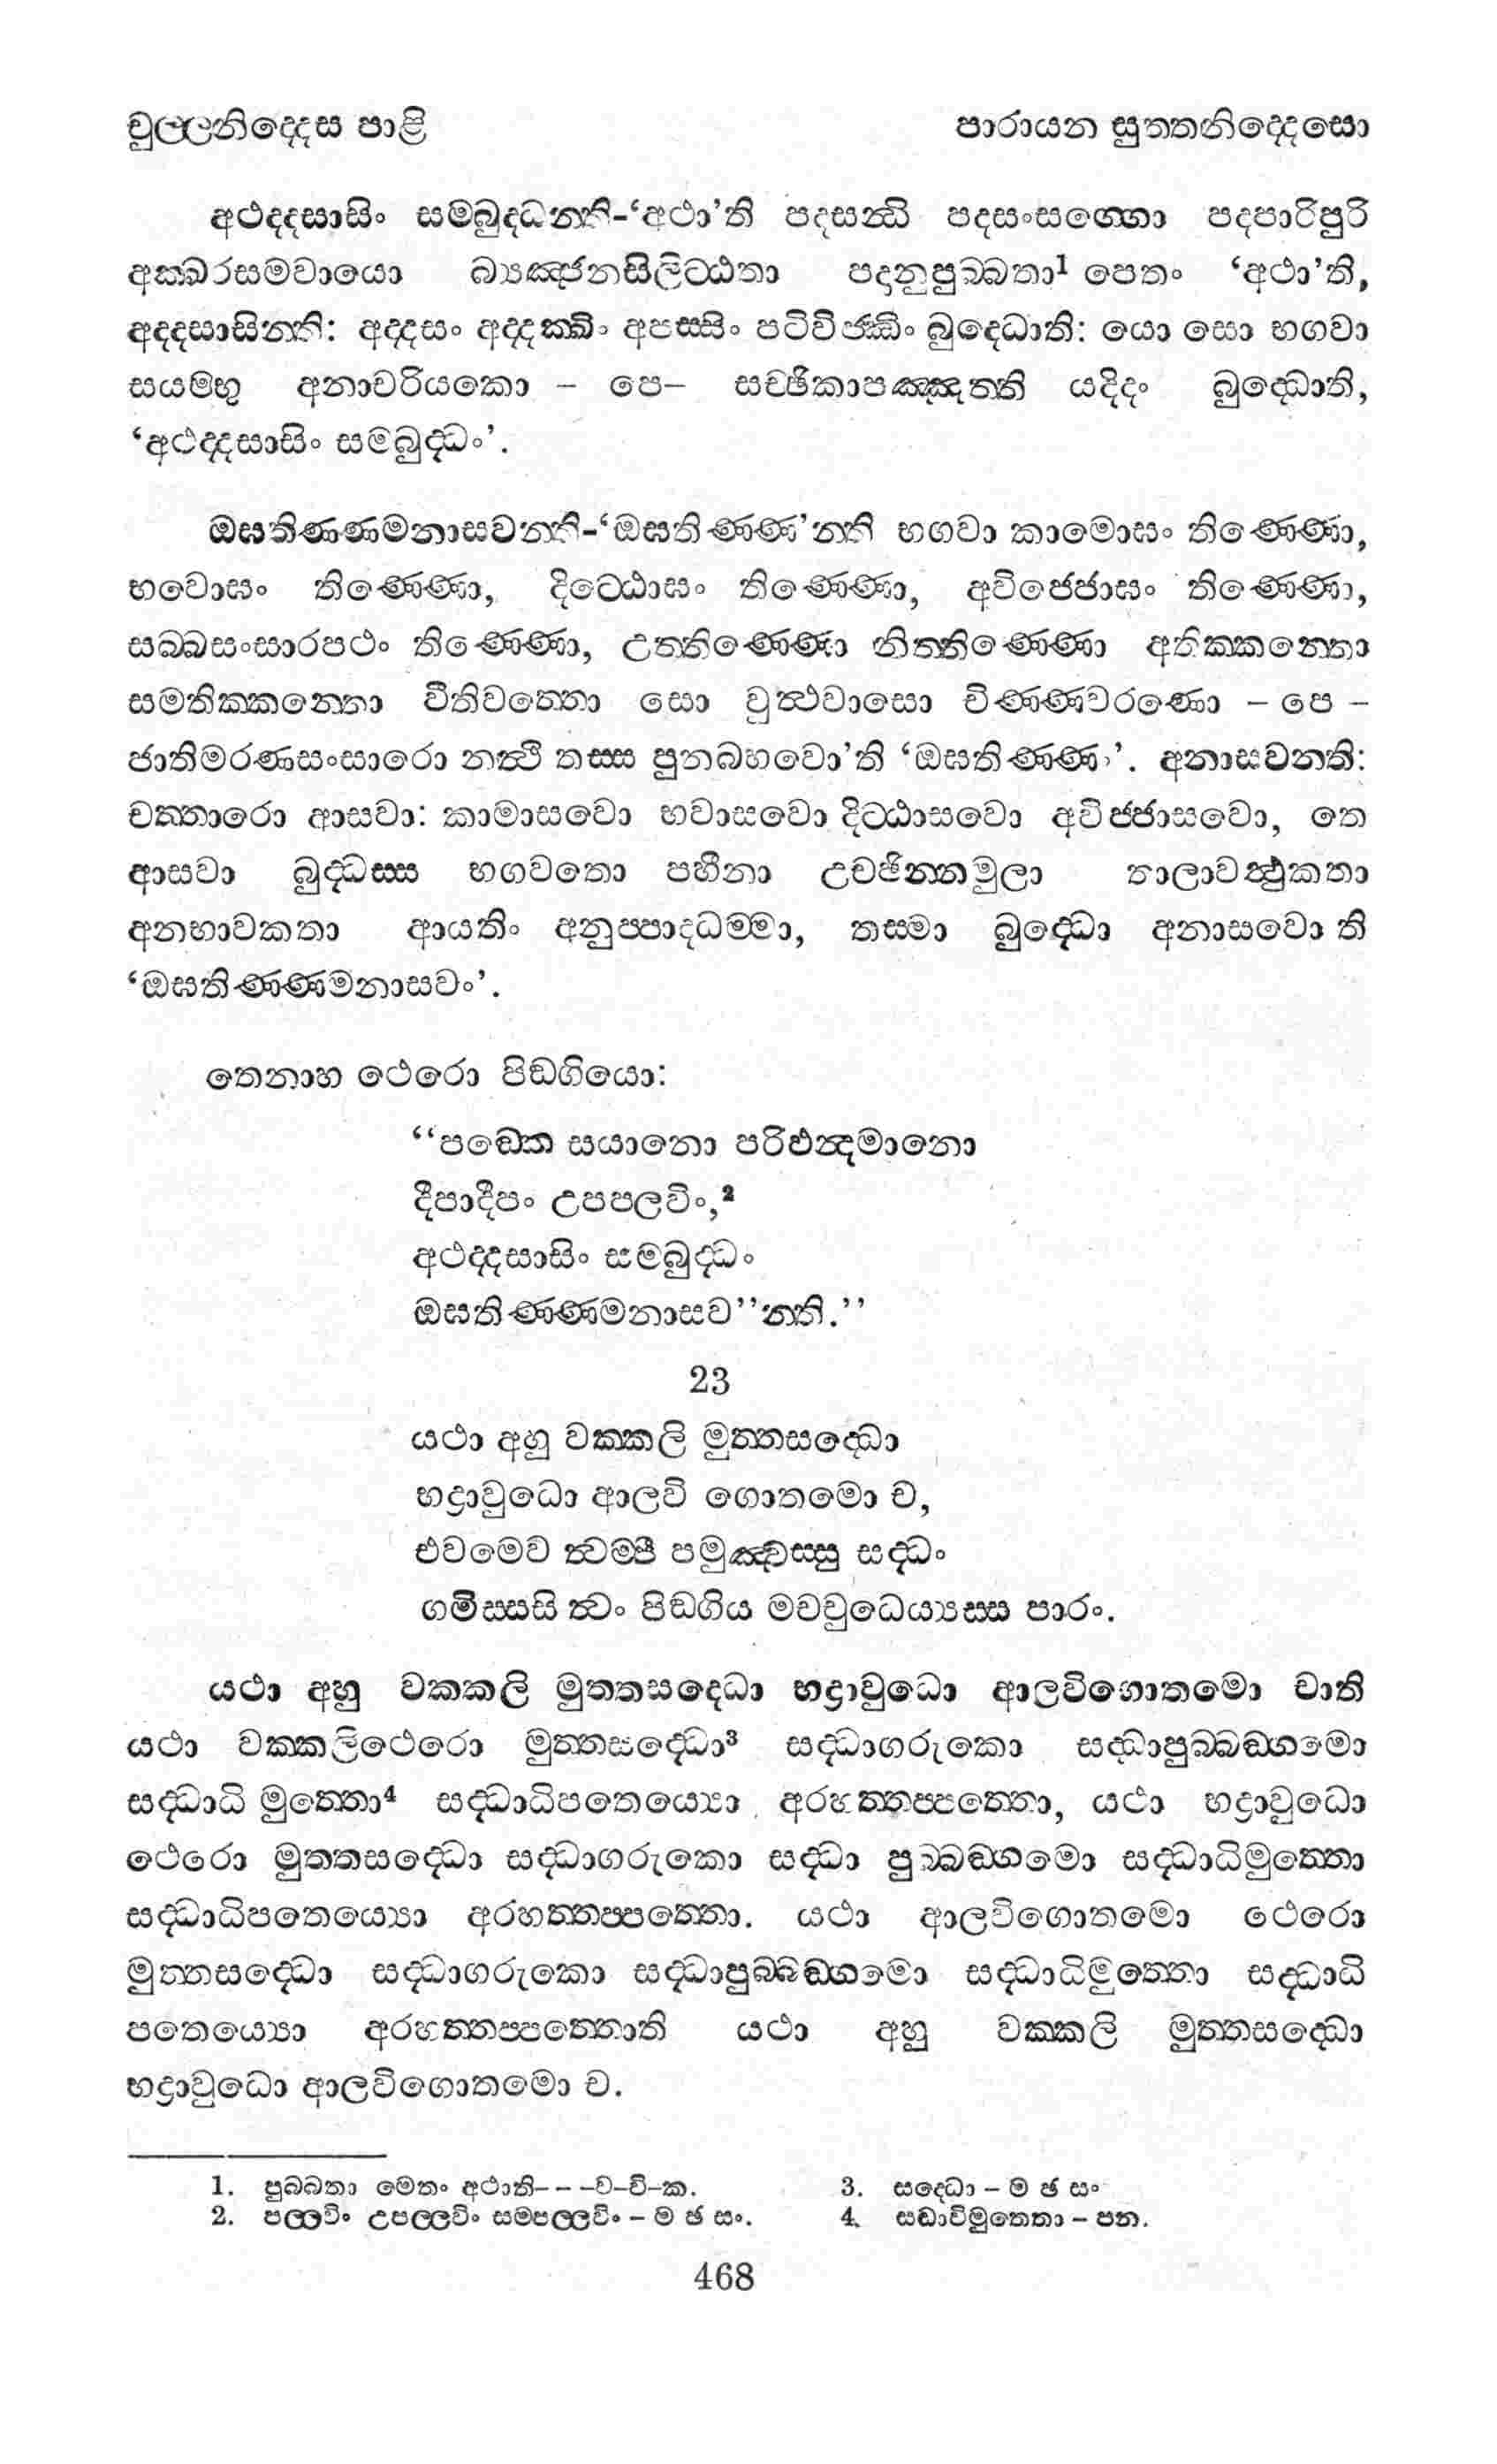 චුල්ලනිද්දෙස පාළි පාරායන සුත්තනිද්දෙසො
අථද්දසාසිං සම්බුද්ධන්ති-‘අථා’ති පදසන්ධි පදසංසග්ගො පදපාරිපුරි
අක්ඛරසමවායො බ්‍යඤ්ජනසිලිට්ඨතා පදානුපුබ්බතා1 පෙතං ‘අථා’ති,
අද්දසාසින්ති: අද්දසං අද්දක්ඛිං අපස්සිං පටිවිජ්ඣිං බුද්ධොති: යො සො භගවා
සයම්භු අනාචරියකො – පෙ– සච්ඡිකාපඤ්ඤත්ති යදිදං බුද්ධොති,
‘අථද්දසාසිං සම්බුද්ධං’.
ඔඝතිණ්ණමනාසවන්ති-‘ඔඝතිණ්ණ’න්ති භගවා කාමොඝං තිණ්ණො,
භවොඝං තිණ්ණො, දිට්ඨොඝං තිණ්ණො, අවිජ්ජොඝං තිණ්ණො,
සබ්බසංසාරපථං තිණ්ණො, උත්තිණ්ණො නිත්තිණ්ණො අතික්කන්තො
සමතික්කන්තො වීතිවත්තො සො වුත්ථවාසො චිණ්ණවරණො – පෙ –
ජාතිමරණසංසාරො නත්ථි තස්ස පුනබ්භවො’ති ‘ඔඝතිණ්ණං’. අනාසවන්ති:
චත්තාරො ආසවා: කාමාසවො භවාසවො දිට්ඨාසවො අවිජ්ජාසවො, තෙ
ආසවා බුද්ධස්ස භගවතො පහීනා උච්ඡින්නමුලා තාලාවත්ථුකතා
අනභාවකතා ආයතිං අනුප්පාදධම්මා, තස්මා බුද්ධො අනාසවො ති
‘ඔඝතිණ්ණමනාසවං’.
තෙනාහ ථෙරො පිඞ්ගියො:
“පඞ්කෙ සයානො පරිඵන්දමානො
දීපාදීපං උපප්ලවිං,2
අථද්දසාසිං සම්බුද්ධං
ඔඝතිණ්ණමනාසව”න්ති.”
23
යථා අහු වක්කලි මුත්තසද්ධො
භද්‍රාවුධො ආලවි ගොතමො ච,
එවමෙව ත්වම්පි පමුඤ්චස්සු සද්ධං
ගමිස්සසි ත්වං පිඞ්ගිය මච්චුධෙය්‍යස්ස පාරං.
යථා අහු වක්කලි මුත්තසද්ධො භද්‍රාවුධො ආලවිගොතමො චාති
යථා වක්කලිථෙරො මුත්තසද්ධො3 සද්ධාගරුකො සද්ධාපුබ්බඞ්ගමො
සද්ධාධි මුත්තො4 සද්ධාධිපතෙය්‍යො අරහත්තප්පත්තො, යථා භද්‍රාවුධො
ථෙරො මුත්තසද්ධො සද්ධාගරුකො සද්ධා පුබ්බඞ්ගමො සද්ධාධිමුත්තො
සද්ධාධිපතෙය්‍යො අරහත්තප්පත්තො. යථා ආලවිගොතමො ථෙරො
මුත්තසද්ධො සද්ධාගරුකො සද්ධාපුබ්බඞ්ගමො සද්ධාධිමුත්තො සද්ධාධි
පතෙය්‍යො අරහත්තප්පත්තොති යථා අහු වක්කලි මුත්තසද්ධො
භද්‍රාවුධො ආලවිගොතමො ච.
1. පුබ්බතා මෙතං අථාති- – –ව–වි–ක. 3. සද්ධො – ම ඡ සං
2. පල්ලවිං උපල්ලවිං සම්පල්ලවිං – ම ඡ සං. 4. සඬාවිමුත්තො – පන.
468